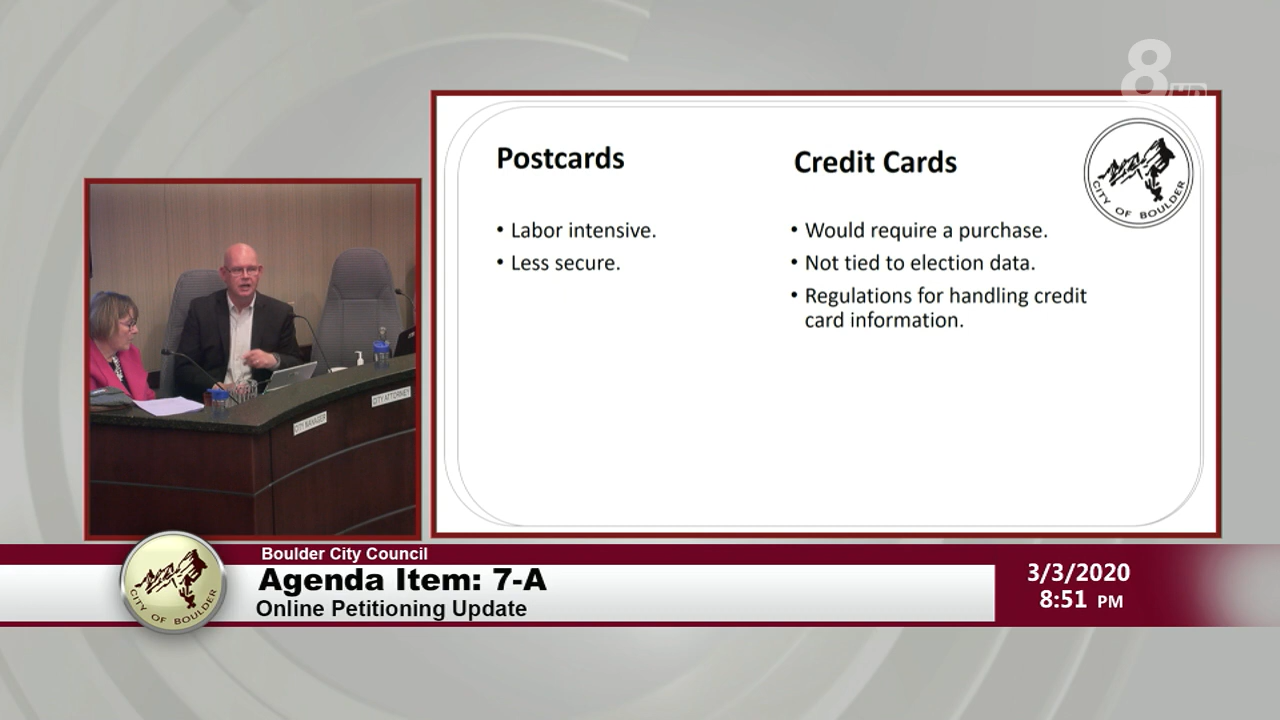 8
HD
Postcards
Credit Cards
• Labor intensive.
• Less secure.
• Would require a purchase.
• Not tied to election data.
• Regulations for handling credit
card information.
CITY OF BOULDER
CITY MANAGER
CITY ATTORNEY
Boulder City Council
Agenda Item: 7-A
Online Petitioning Update
CITY OF BOULDER
3/3/2020
8:51 PM